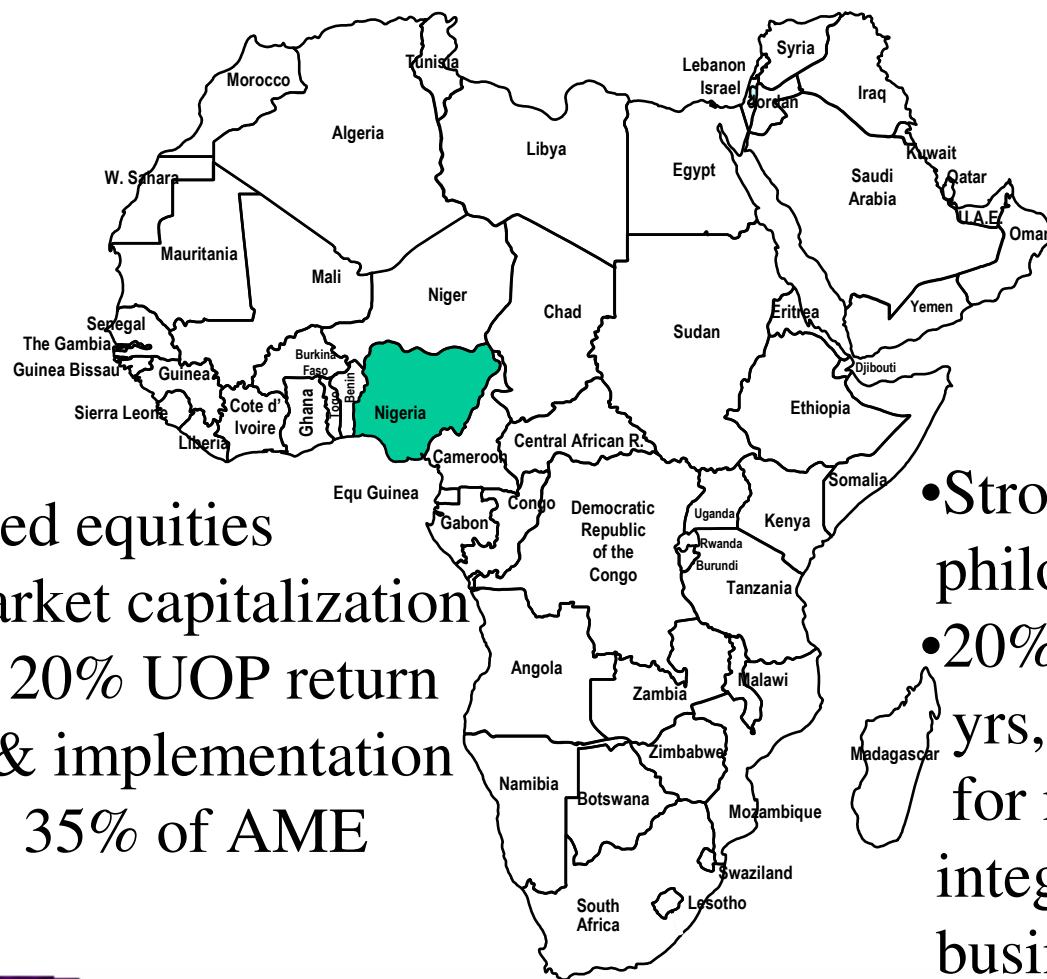 Syria
Lebanon
Tunisia
Israel
Morocco
Iraq
Jordan
Algeria
Libya
Kuwait
Egypt
Saudi
Arabia
Qatar
W. Sahara
U.A.E.
Oman
Mauritania
Mali
Niger
Chad
Yemen
Eritrea
Senegal
Sudan
The Gambia
Burkina
Faso
Guinea Bissau
Guinea
Djibouti
Benin
Togo
Ghana
Cote d'
Ivoire
Nigeria
Ethiopia
Sierra Leone
Liberia
Central African R.
Cameroon
Somalia
Equ Guinea
Congo
Gabon
Democratic
Republic
of the
Congo
Uganda
Kenya
Rwanda
Burundi
Tanzania
Angola
Zambia
Malawi
Zimbabwe
Madagascar
Namibia
Botswana
Mozambique
Swaziland
South
Africa
Lesotho
ed equities
arket capitalization
20% UOP return
& implementation
35% of AME
•Stro
philo
•20%
yrs,
for
integ
busin